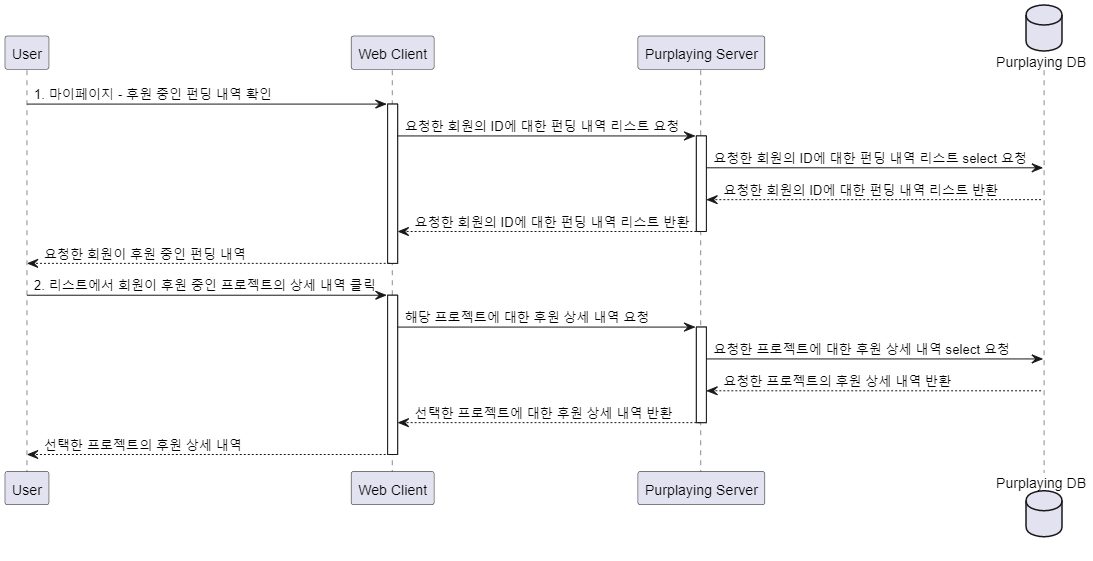 Purplaying DB
User
Web Client
Purplaying Server
1. 마이페이지 - 후원 중인 펀딩 내역 확인
요청한 회원의 ID에 대한 펀딩 내역 리스트 요청
요청한 회원의 ID에 대한 펀딩 내역 리스트 select 요청
요청한 회원의 ID에 대한 펀딩 내역 리스트 반환
요청한 회원의 ID에 대한 펀딩 내역 리스트 반환
요청한 회원이 후원 중인 펀딩 내역
2. 리스트에서 회원이 후원 중인 프로젝트의 상세 내역 클릭
해당 프로젝트에 대한 후원 상세 내역 요청
요청한 프로젝트에 대한 후원 상세 내역 select 요청
요청한 프로젝트의 후원 상세 내역 반환
선택한 프로젝트에 대한 후원 상세 내역 반환
선택한 프로젝트의 후원 상세 내역
User
Web Client
Purplaying Server
Purplaying DB